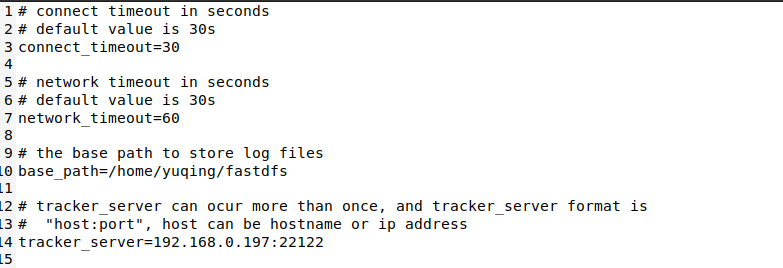 1 # connect timeout in seconds
2 # default value is 30s
3 connect_timeout=30
4
5 # network timeout in seconds
6 # default value is 30s
7 network_timeout=60
8
9 # the base path to store log files
10 base_path=/home/yuqing/fastdfs
11
12 # tracker_server can ocur more than once, and tracker_server format is
13 #  "host:port", host can be hostname or ip address
14 tracker_server=192.168.0.197:22122
15